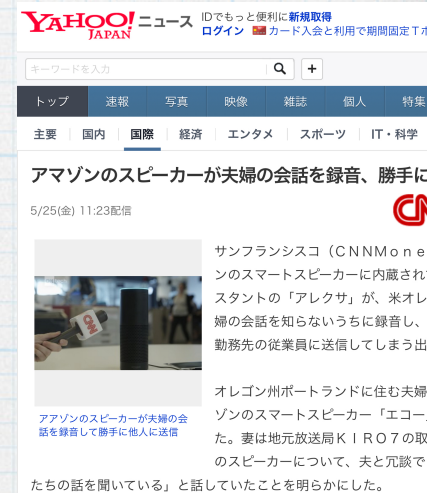 YAHOO! JAPAN ニュース
IDでもっと便利に新規取得
ログイン カード入会と利用で期間固定Tポ
キーワードを入力
+
トップ 速報 写真 映像 雑誌 個人 特集
主要 国内 国際 経済 エンタメ スポーツ IT・科学
アマゾンのスピーカーが夫婦の会話を録音、勝手に
5/25(金) 11:23配信
CNN
サンフランシスコ（ＣＮＮＭｏｎｅ
ンのスマートスピーカーに内蔵され
スタントの「アレクサ」が、米オレ
婦の会話を知らないうちに録音し、
勤務先の従業員に送信してしまう出
CNN
アアゾンのスピーカーが夫婦の会
話を録音して勝手に他人に送信
オレゴン州ポートランドに住む夫婦
ゾンのスマートスピーカー「エコー
た。妻は地元放送局ＫＩＲＯ７の取
のスピーカーについて、夫と冗談で
たちの話を聞いている」と話していたことを明らかにした。